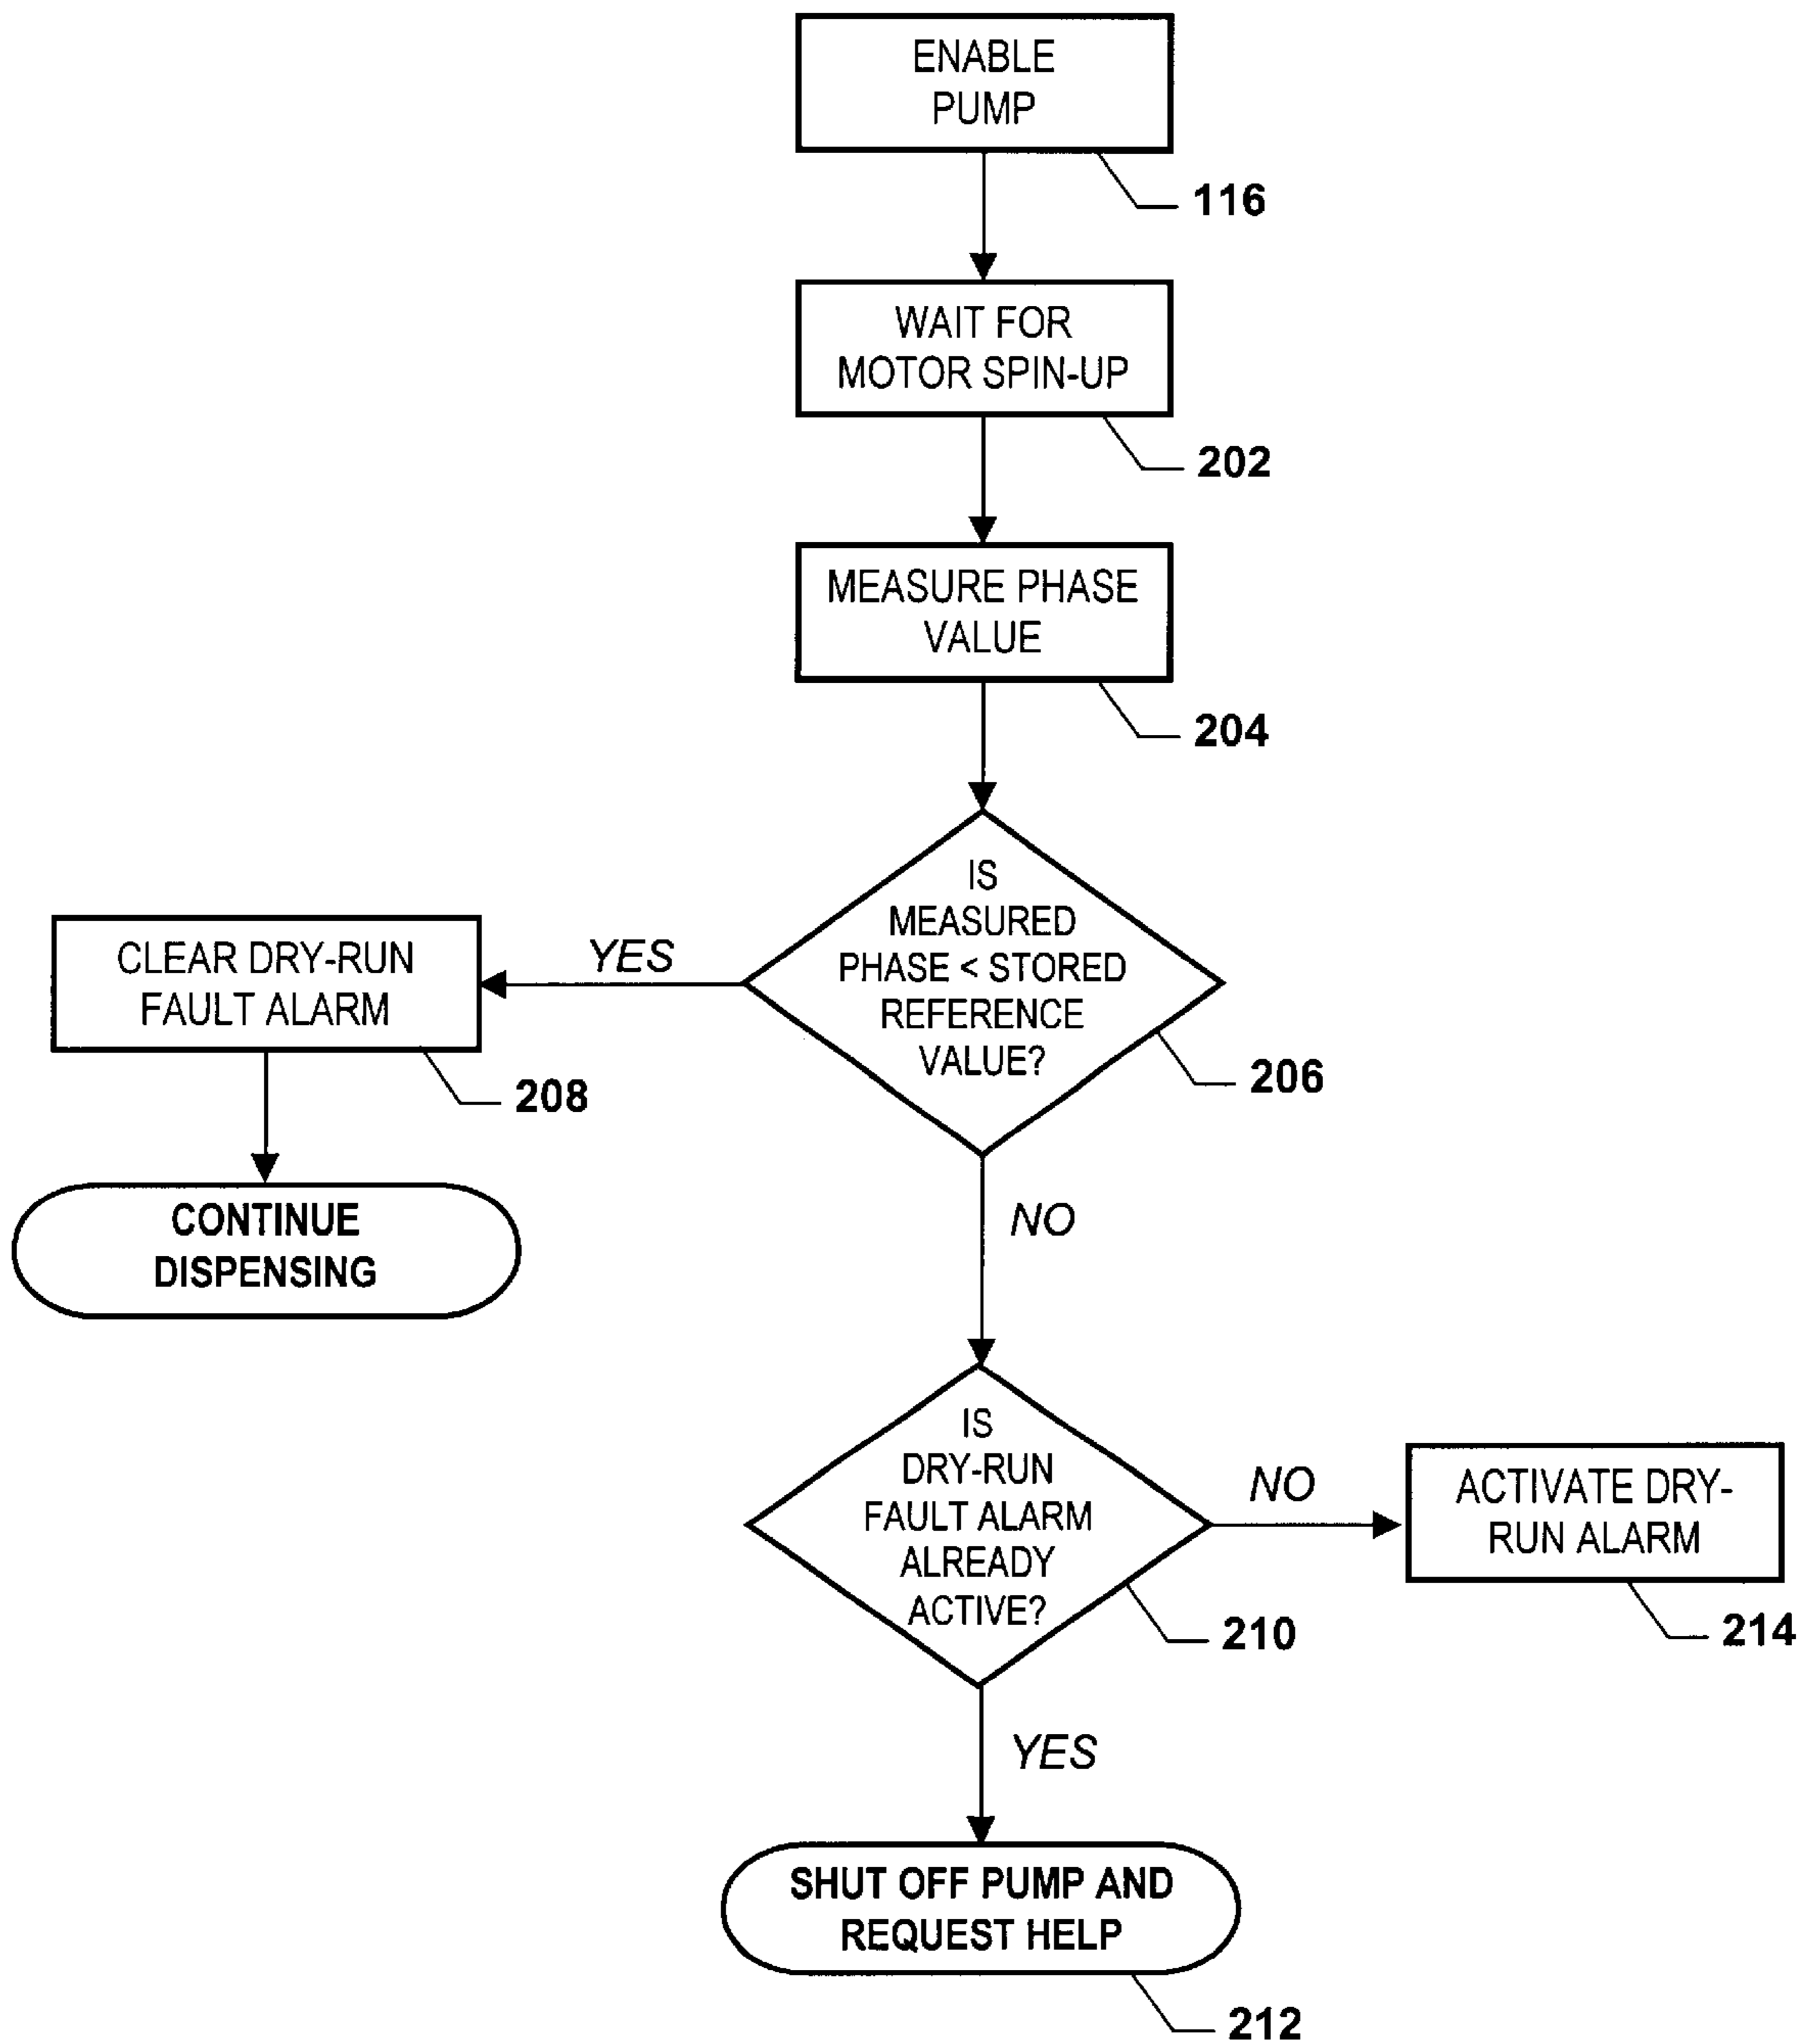 ENABLE
PUMP
116
WAIT FOR
MOTOR SPIN-UP
202
MEASURE PHASE
VALUE
204
IS
MEASURED
PHASE < STORED
REFERENCE
VALUE?
206
YES
CLEAR DRY-RUN
FAULT ALARM
208
CONTINUE
DISPENSING
NO
IS
DRY-RUN
FAULT ALARM
ALREADY
ACTIVE?
210
NO
ACTIVATE DRY-
RUN ALARM
214
YES
SHUT OFF PUMP AND
REQUEST HELP
212